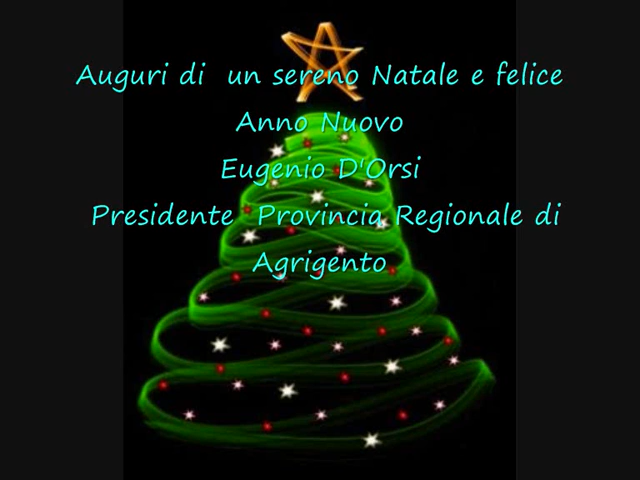 Auguri di un sereno Natale e felice
Anno Nuovo
Eugenio D'Orsi
Presidente Provincia Regionale di
Agrigento